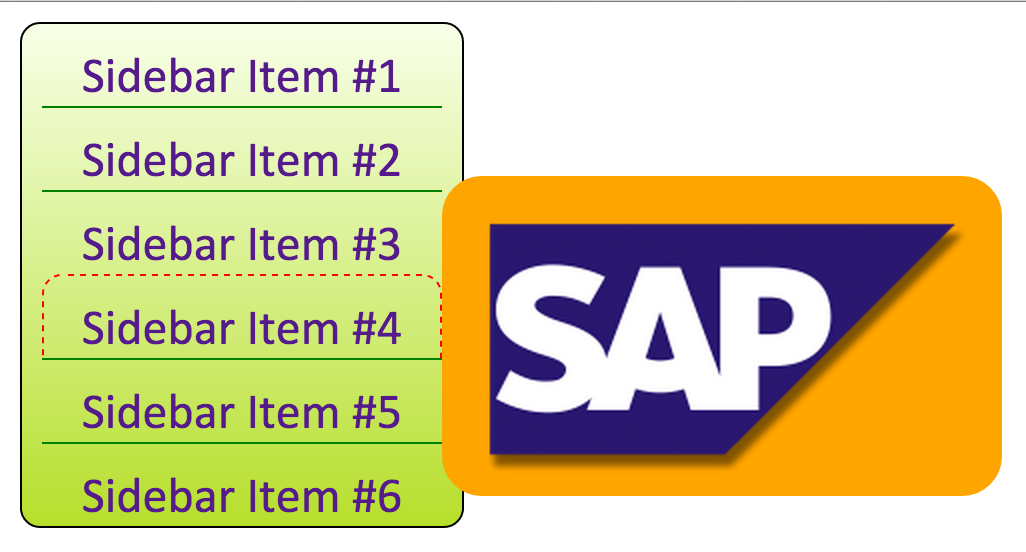 Sidebar Item #1
Sidebar Item #2
Sidebar Item #3
Sidebar Item #4
Sidebar Item #5
Sidebar Item #6
SAP